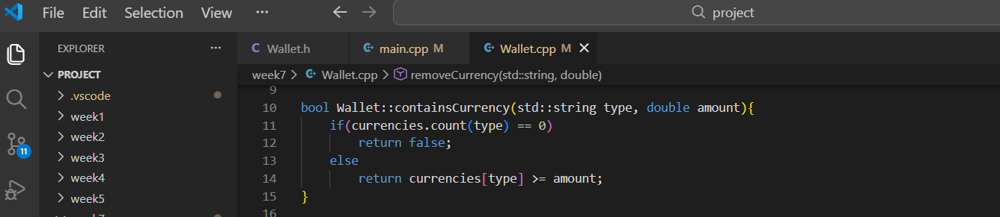 File Edit Selection View ··· project
EXPLORER ···
PROJECT
.vscode
week1
week2
week3
week4
week5
11
Wallet.h main.cpp M Wallet.cpp M
week7 > Wallet.cpp > removeCurrency(std::string, double)
9
10 bool Wallet::containsCurrency(std::string type, double amount){
11 if(currencies.count(type) == 0)
12 return false;
13 else
14 return currencies[type] >= amount;
15 }
16